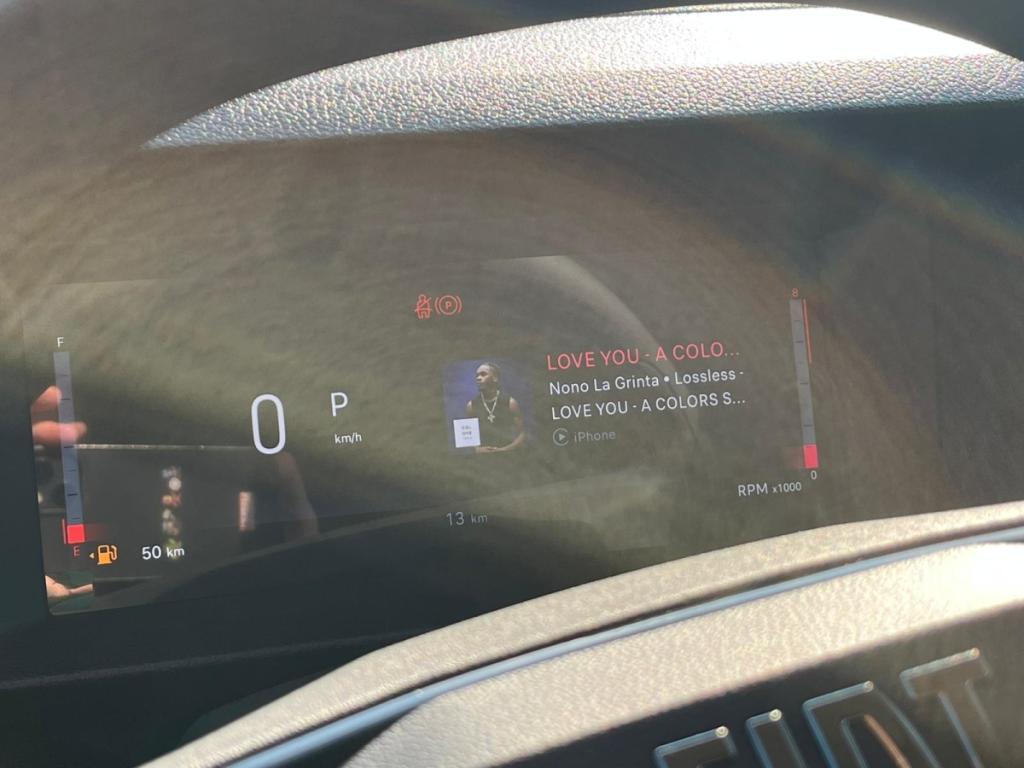 F
0
P
km/h
LOVE YOU - A COLO...
Nono La Grinta • Lossless -
LOVE YOU - A COLORS S...
iPhone
8
0
RPM x1000
13 km
E
50 km
FIAT